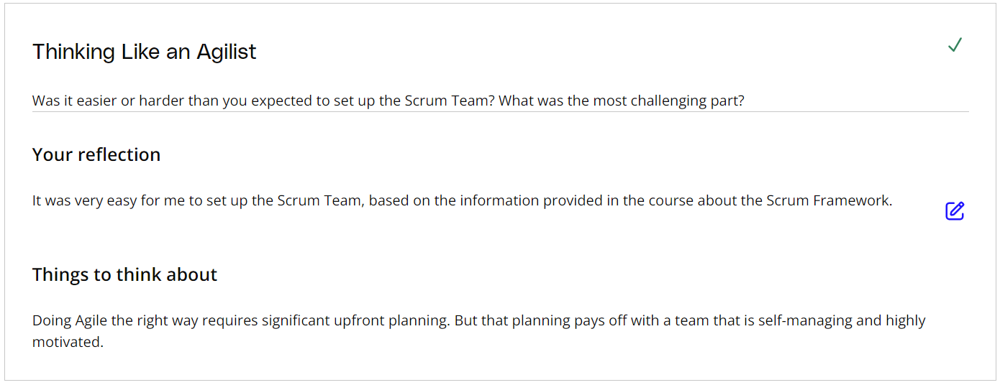 Thinking Like an Agilist
Was it easier or harder than you expected to set up the Scrum Team? What was the most challenging part?
Your reflection
It was very easy for me to set up the Scrum Team, based on the information provided in the course about the Scrum Framework.
Things to think about
Doing Agile the right way requires significant upfront planning. But that planning pays off with a team that is self-managing and highly
motivated.